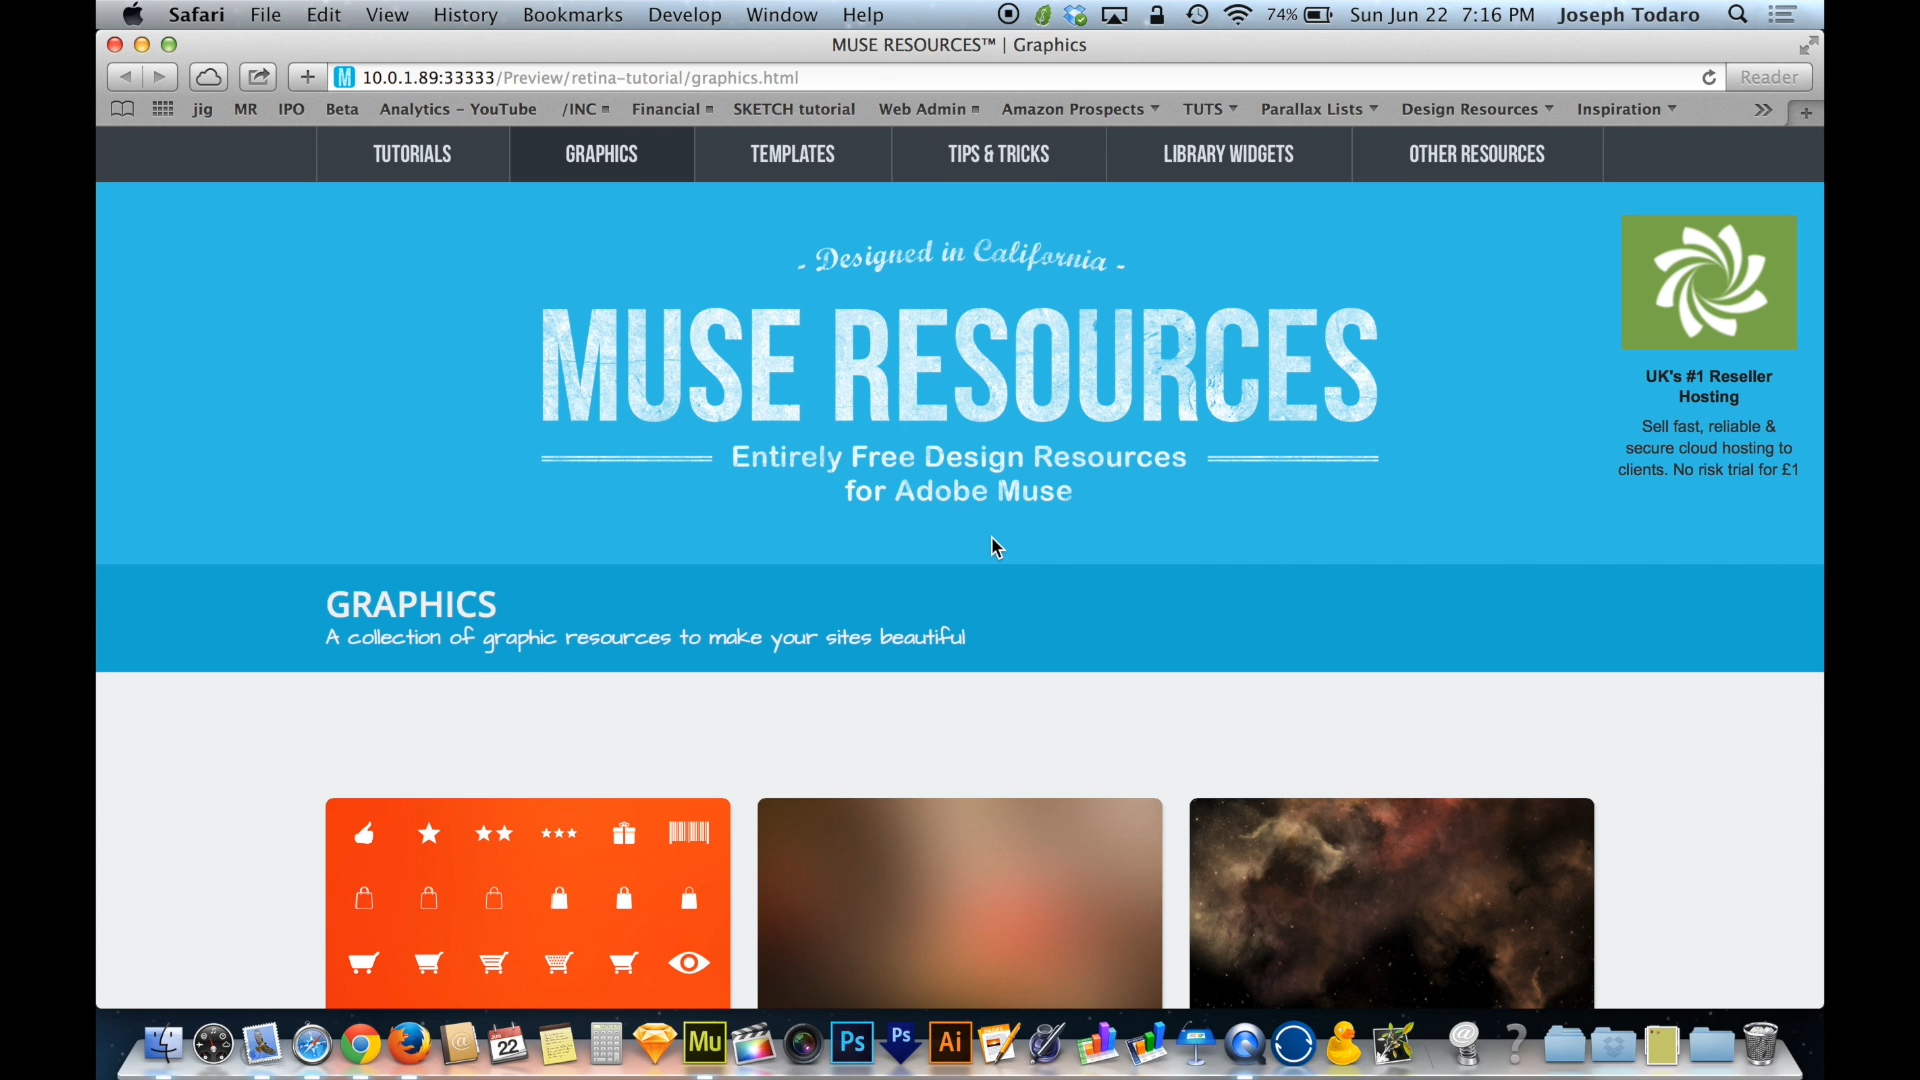 Safari File Edit View History Bookmarks Develop Window Help 74% Sun Jun 22 7:16 PM Joseph Todaro
MUSE RESOURCES™ | Graphics
M 10.0.1.89:33333/Preview/retina-tutorial/graphics.html Reader
jig MR IPO Beta Analytics – YouTube /INC Financial SKETCH tutorial Web Admin Amazon Prospects TUTS Parallax Lists Design Resources Inspiration
TUTORIALS GRAPHICS TEMPLATES TIPS & TRICKS LIBRARY WIDGETS OTHER RESOURCES
- Designed in California -
MUSE RESOURCES
Entirely Free Design Resources
for Adobe Muse
UK's #1 Reseller
Hosting
Sell fast, reliable &
secure cloud hosting to
clients. No risk trial for £1
GRAPHICS
A collection of graphic resources to make your sites beautiful
JUN
22 Mu Ps Ps Ai